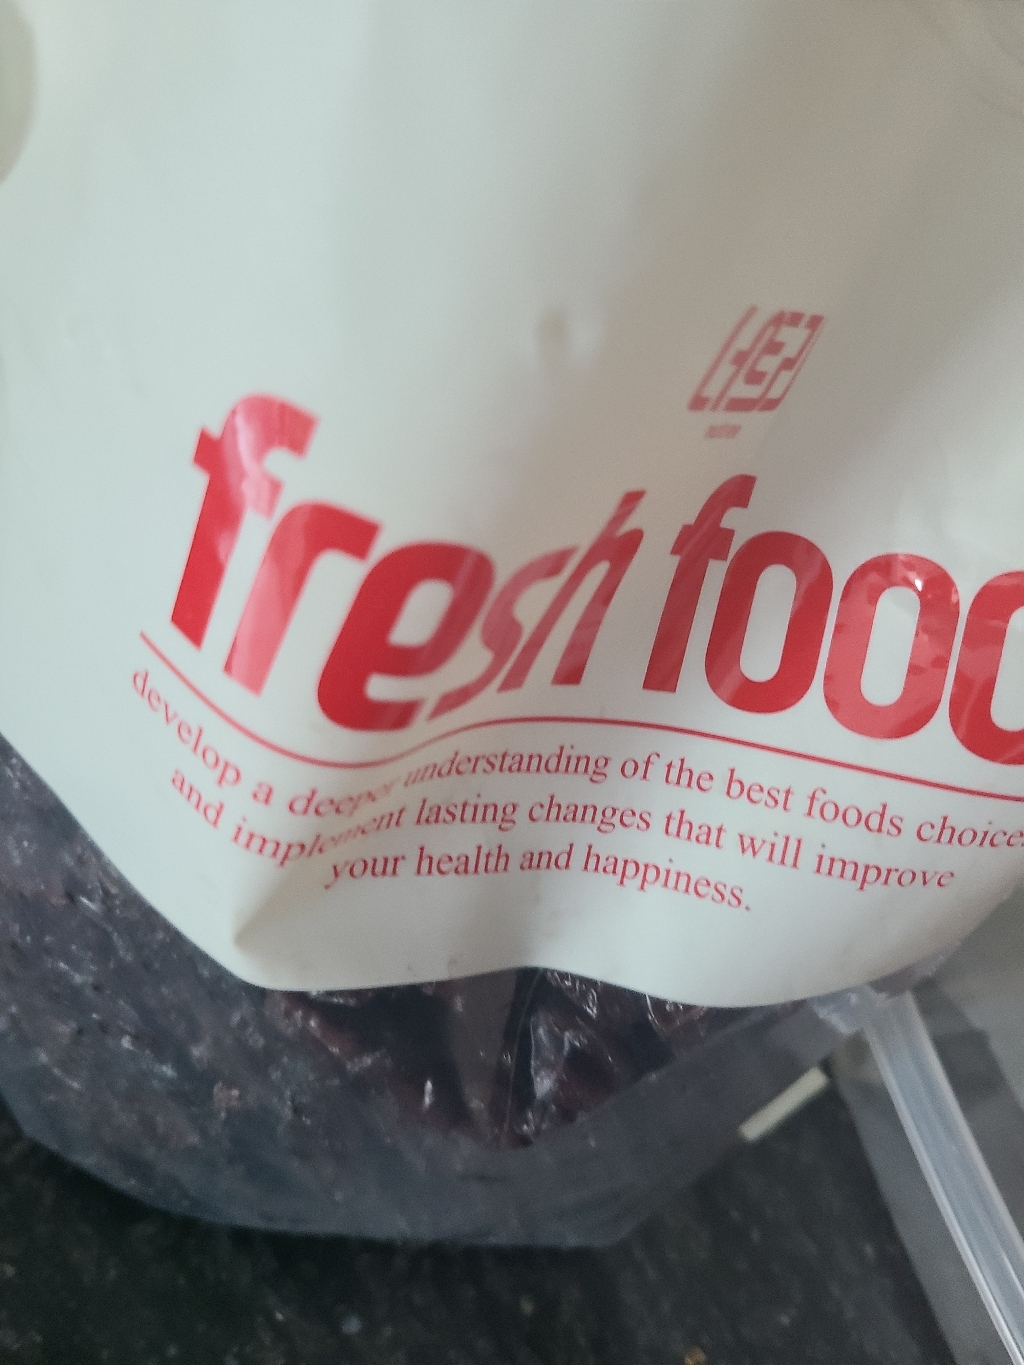 fresh food
develop a deeper understanding of the best foods choices
and implement lasting changes that will improve
your health and happiness.